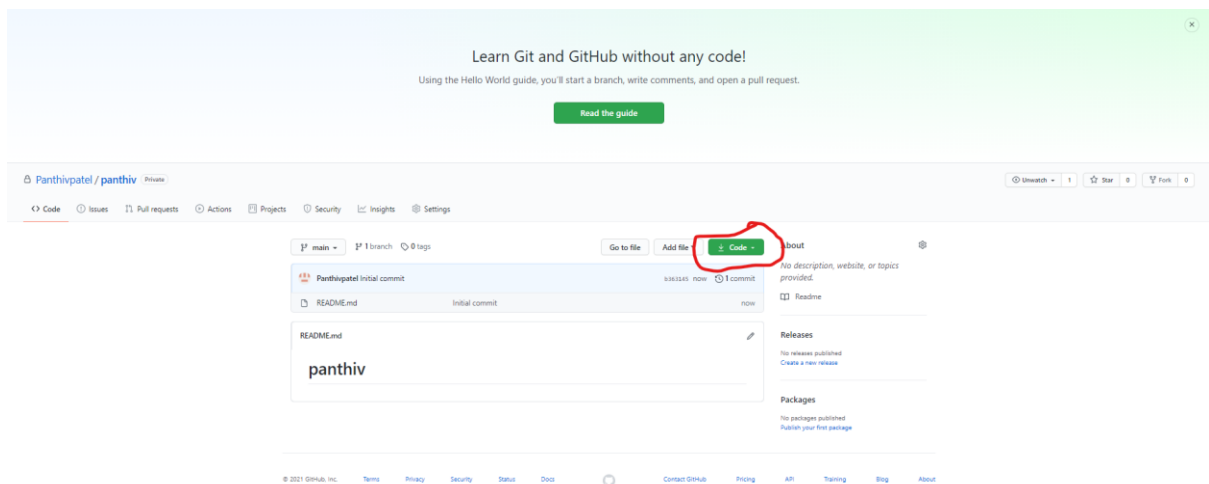 Learn Git and GitHub without any code!
Using the Hello World guide, you'll start a branch, write comments, and open a pull request.
Read the guide
Panthivpatel / panthiv Private
Unwatch 1 Star 0 Fork 0
Code Issues Pull requests Actions Projects Security Insights Settings
main 1 branch 0 tags Go to file Add file Code
About
No description, website, or topics
provided.
Readme
Panthivpatel Initial commit now 1 commit
README.md Initial commit now
README.md
panthiv
Releases
No releases published
Create a new release
Packages
No packages published
Publish your first package
© 2021 GitHub, Inc. Terms Privacy Security Status Docs Contact GitHub Pricing API Training Blog About